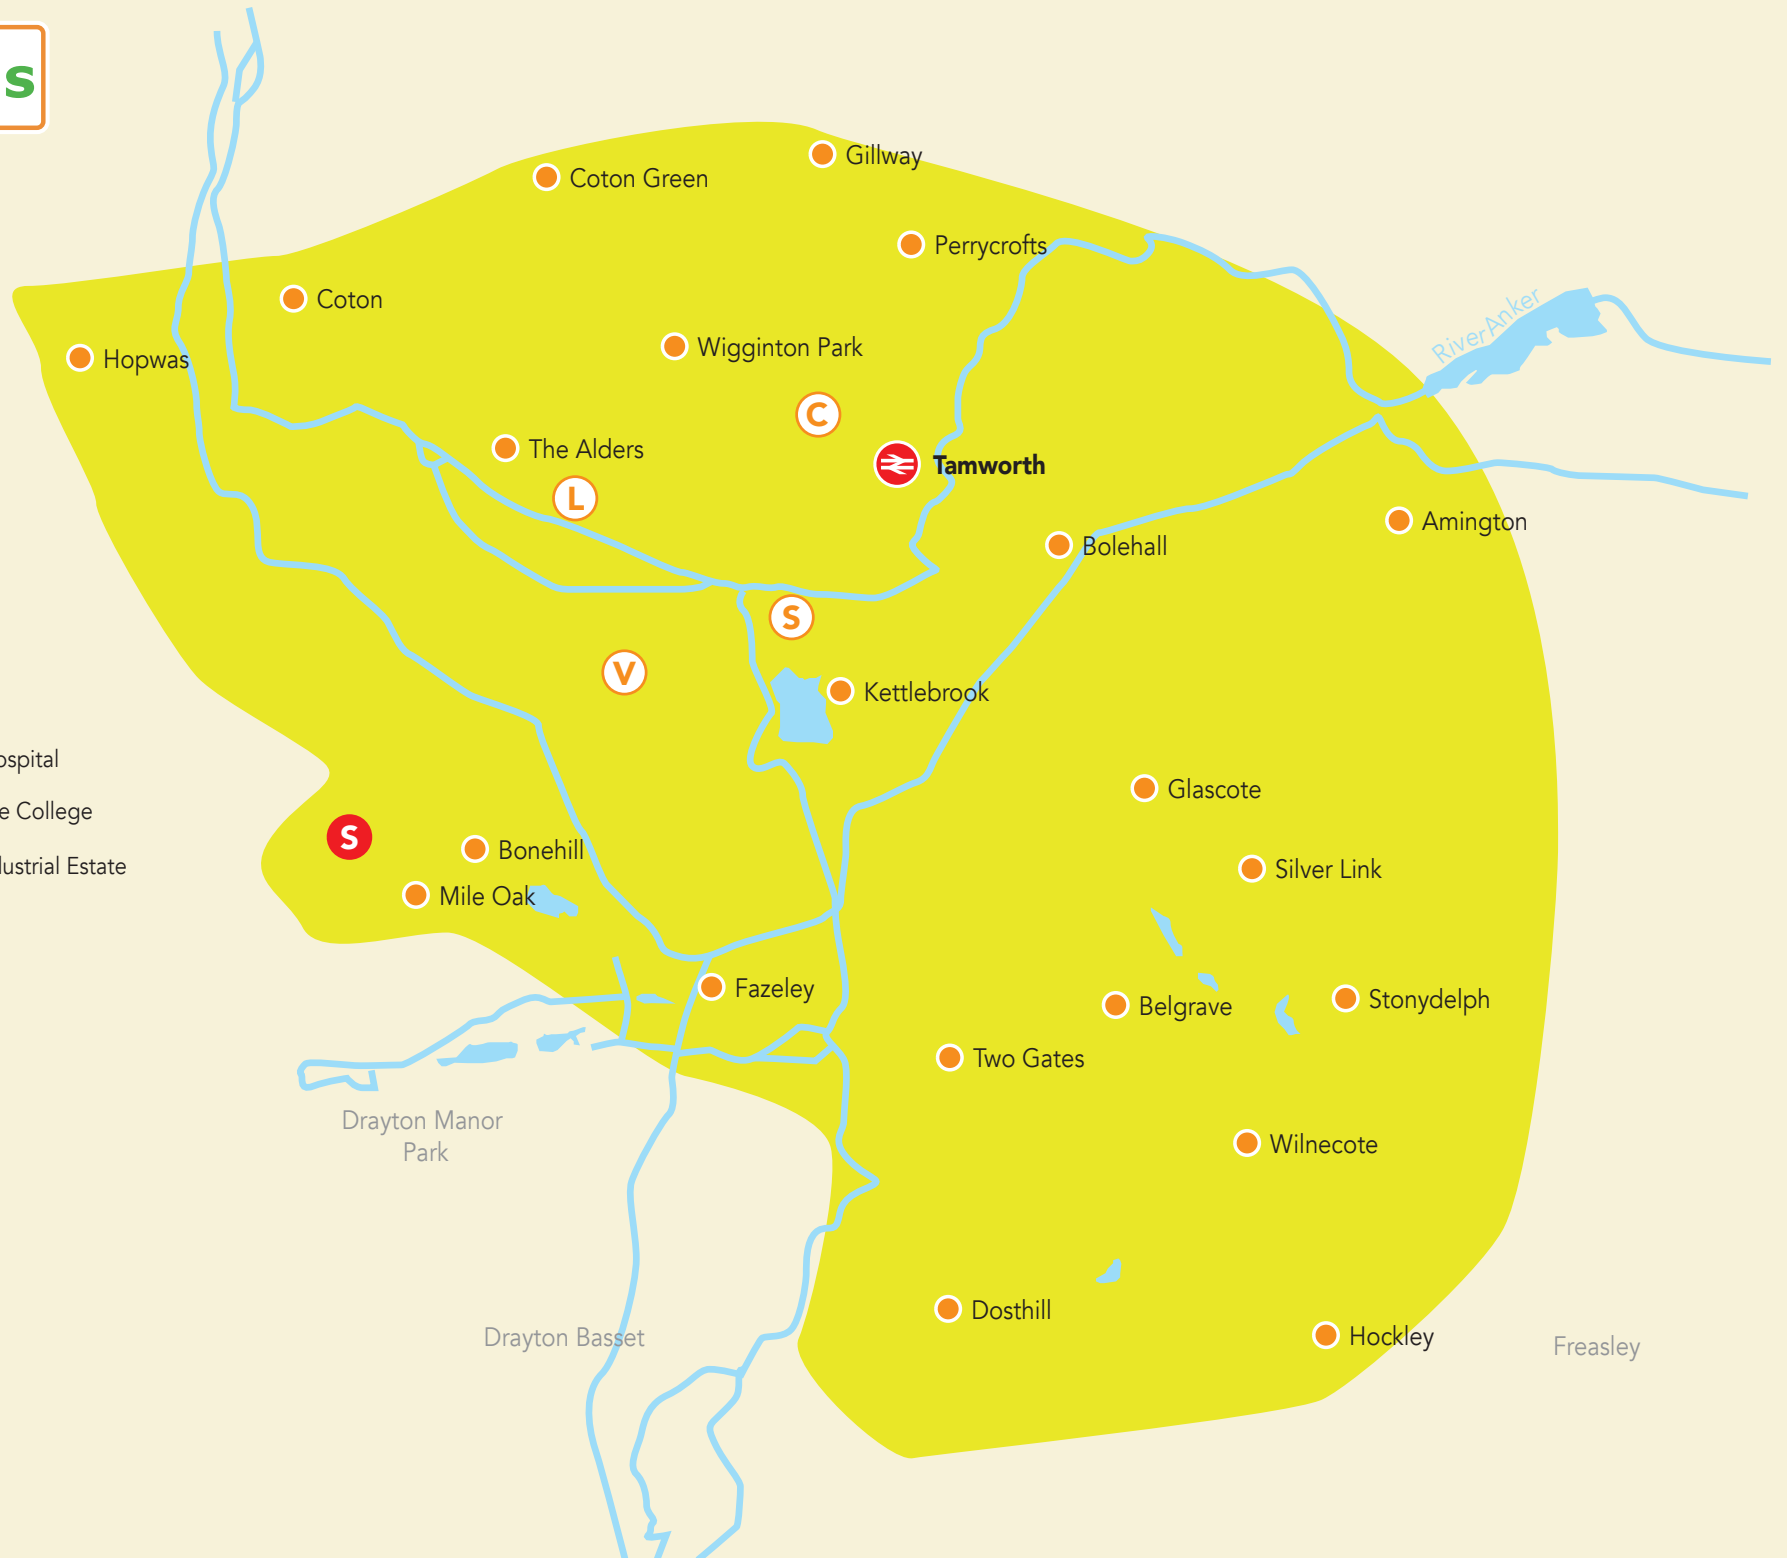 s
Gillway
Coton Green
Perrycrofts
Coton
River Anker
Wigginton Park
Hopwas
C
The Alders
Tamworth
L
Amington
Bolehall
S
V
Kettlebrook
ospital
Glascote
e College
S
Bonehill
dustrial Estate
Silver Link
Mile Oak
Fazeley
Stonydelph
Belgrave
Two Gates
Drayton Manor
Park
Wilnecote
Dosthill
Drayton Basset
Hockley
Freasley